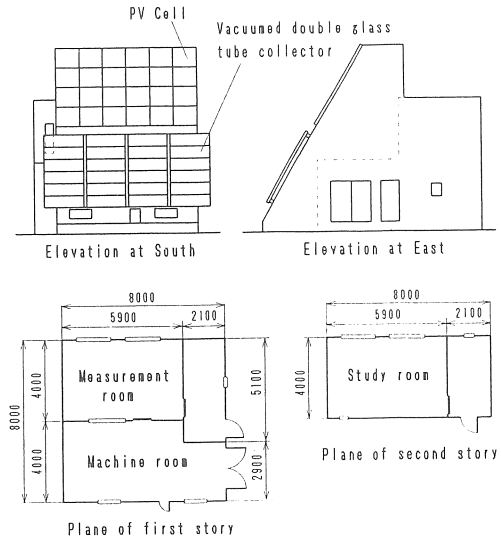 PV Cell
Vacuumed double glass
tube collector
Elevation at South
Elevation at East
8000
5900
2100
8000
4000
4000
5100
2900
Measurement
room
Machine room
Plane of first story
8000
5900
2100
4000
Study room
Plane of second story